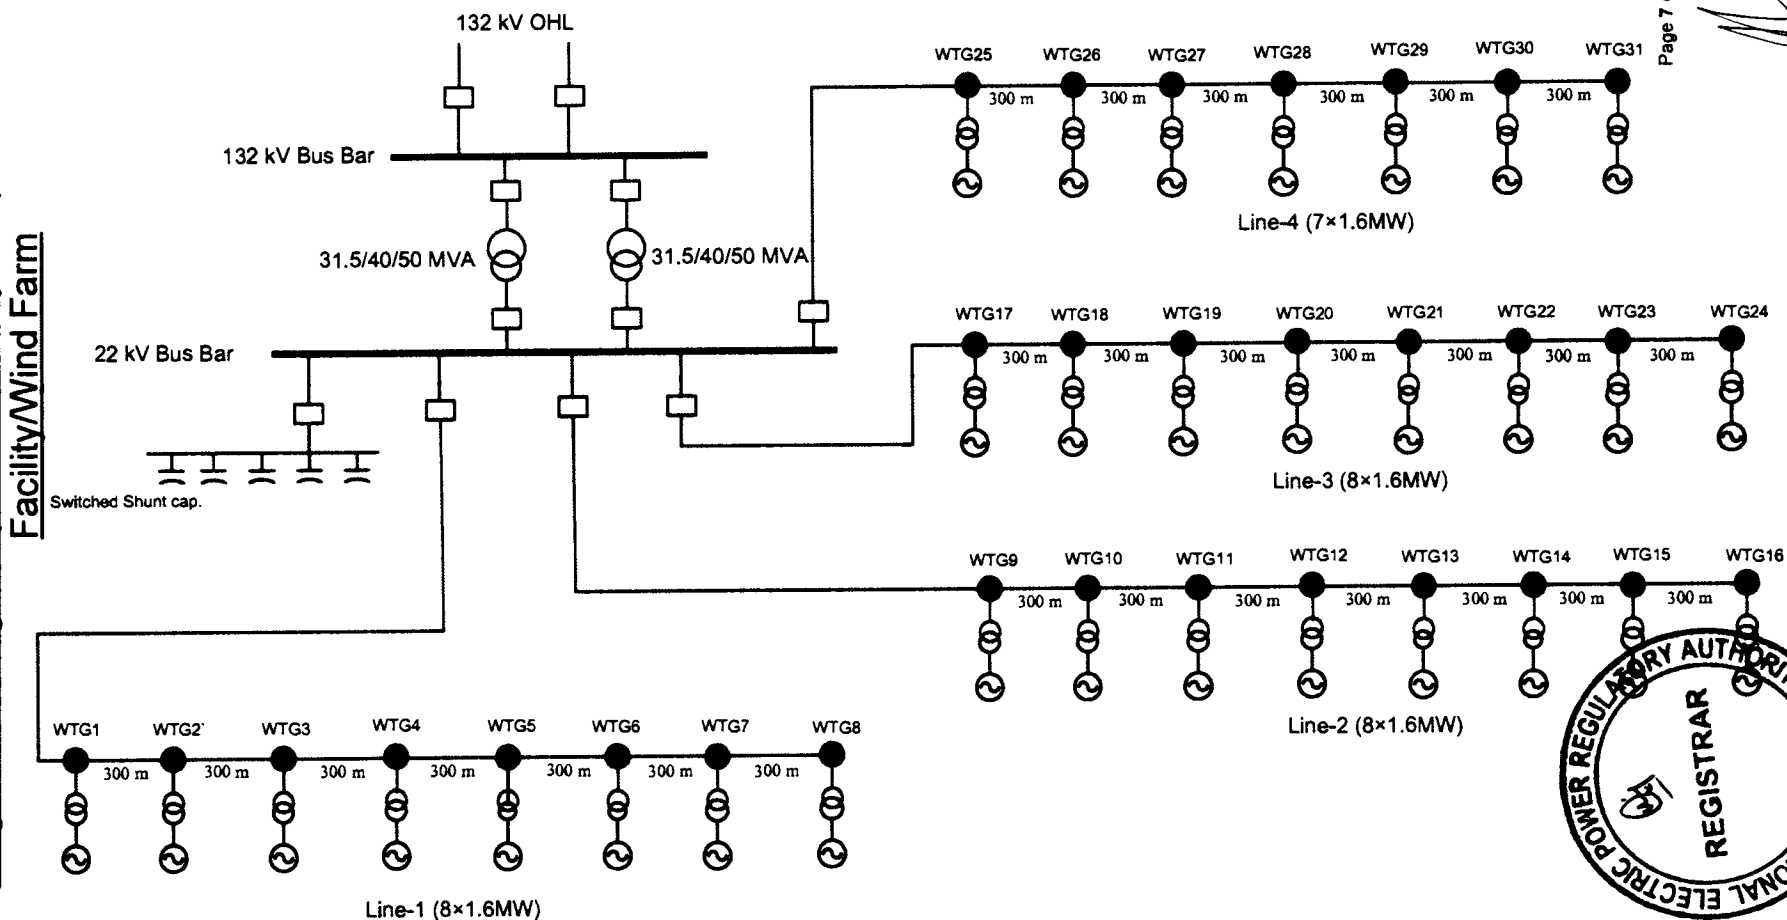 132 kV OHL
132 kV Bus Bar
31.5/40/50 MVA
31.5/40/50 MVA
22 kV Bus Bar
Switched Shunt cap.
Facility/Wind Farm
Page 7
WTG25 WTG26 WTG27 WTG28 WTG29 WTG30 WTG31
300 m 300 m 300 m 300 m 300 m 300 m
Line-4 (7×1.6MW)
WTG17 WTG18 WTG19 WTG20 WTG21 WTG22 WTG23 WTG24
300 m 300 m 300 m 300 m 300 m 300 m 300 m
Line-3 (8×1.6MW)
WTG9 WTG10 WTG11 WTG12 WTG13 WTG14 WTG15 WTG16
300 m 300 m 300 m 300 m 300 m 300 m 300 m
Line-2 (8×1.6MW)
WTG1 WTG2` WTG3 WTG4 WTG5 WTG6 WTG7 WTG8
300 m 300 m 300 m 300 m 300 m 300 m 300 m
Line-1 (8×1.6MW)
ONAL ELECTRIC POWER REGULATORY AUTHORIT
REGISTRAR